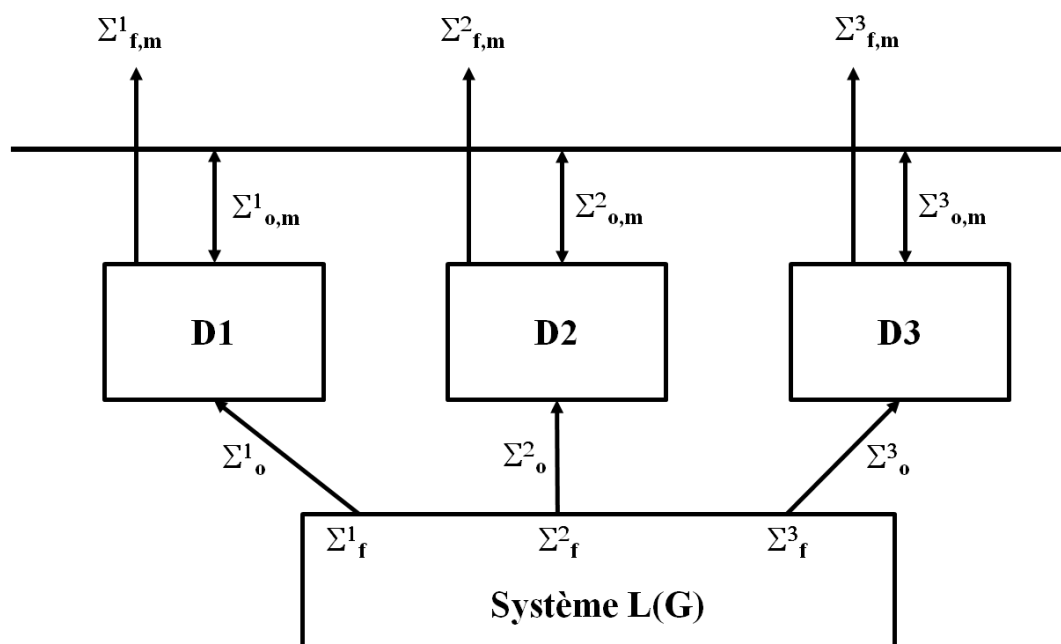 Σ¹f,m Σ²f,m Σ³f,m
Σ¹o,m Σ²o,m Σ³o,m
D1 D2 D3
Σ¹o Σ²o Σ³o
Σ¹f Σ²f Σ³f
Système L(G)